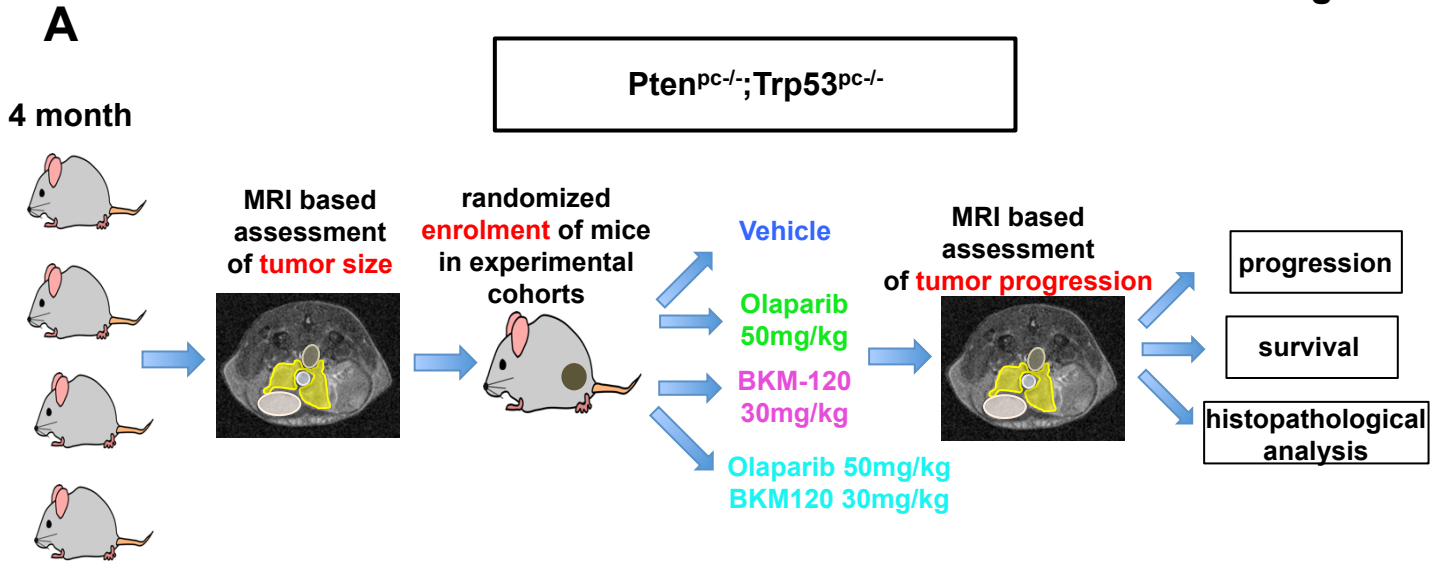 g
A
Pten^pc-/-;Trp53^pc-/-
4 month
MRI based
assessment
of tumor size
randomized
enrolment of mice
in experimental
cohorts
Vehicle
Olaparib
50mg/kg
BKM-120
30mg/kg
Olaparib 50mg/kg
BKM120 30mg/kg
MRI based
assessment
of tumor progression
progression
survival
histopathological
analysis